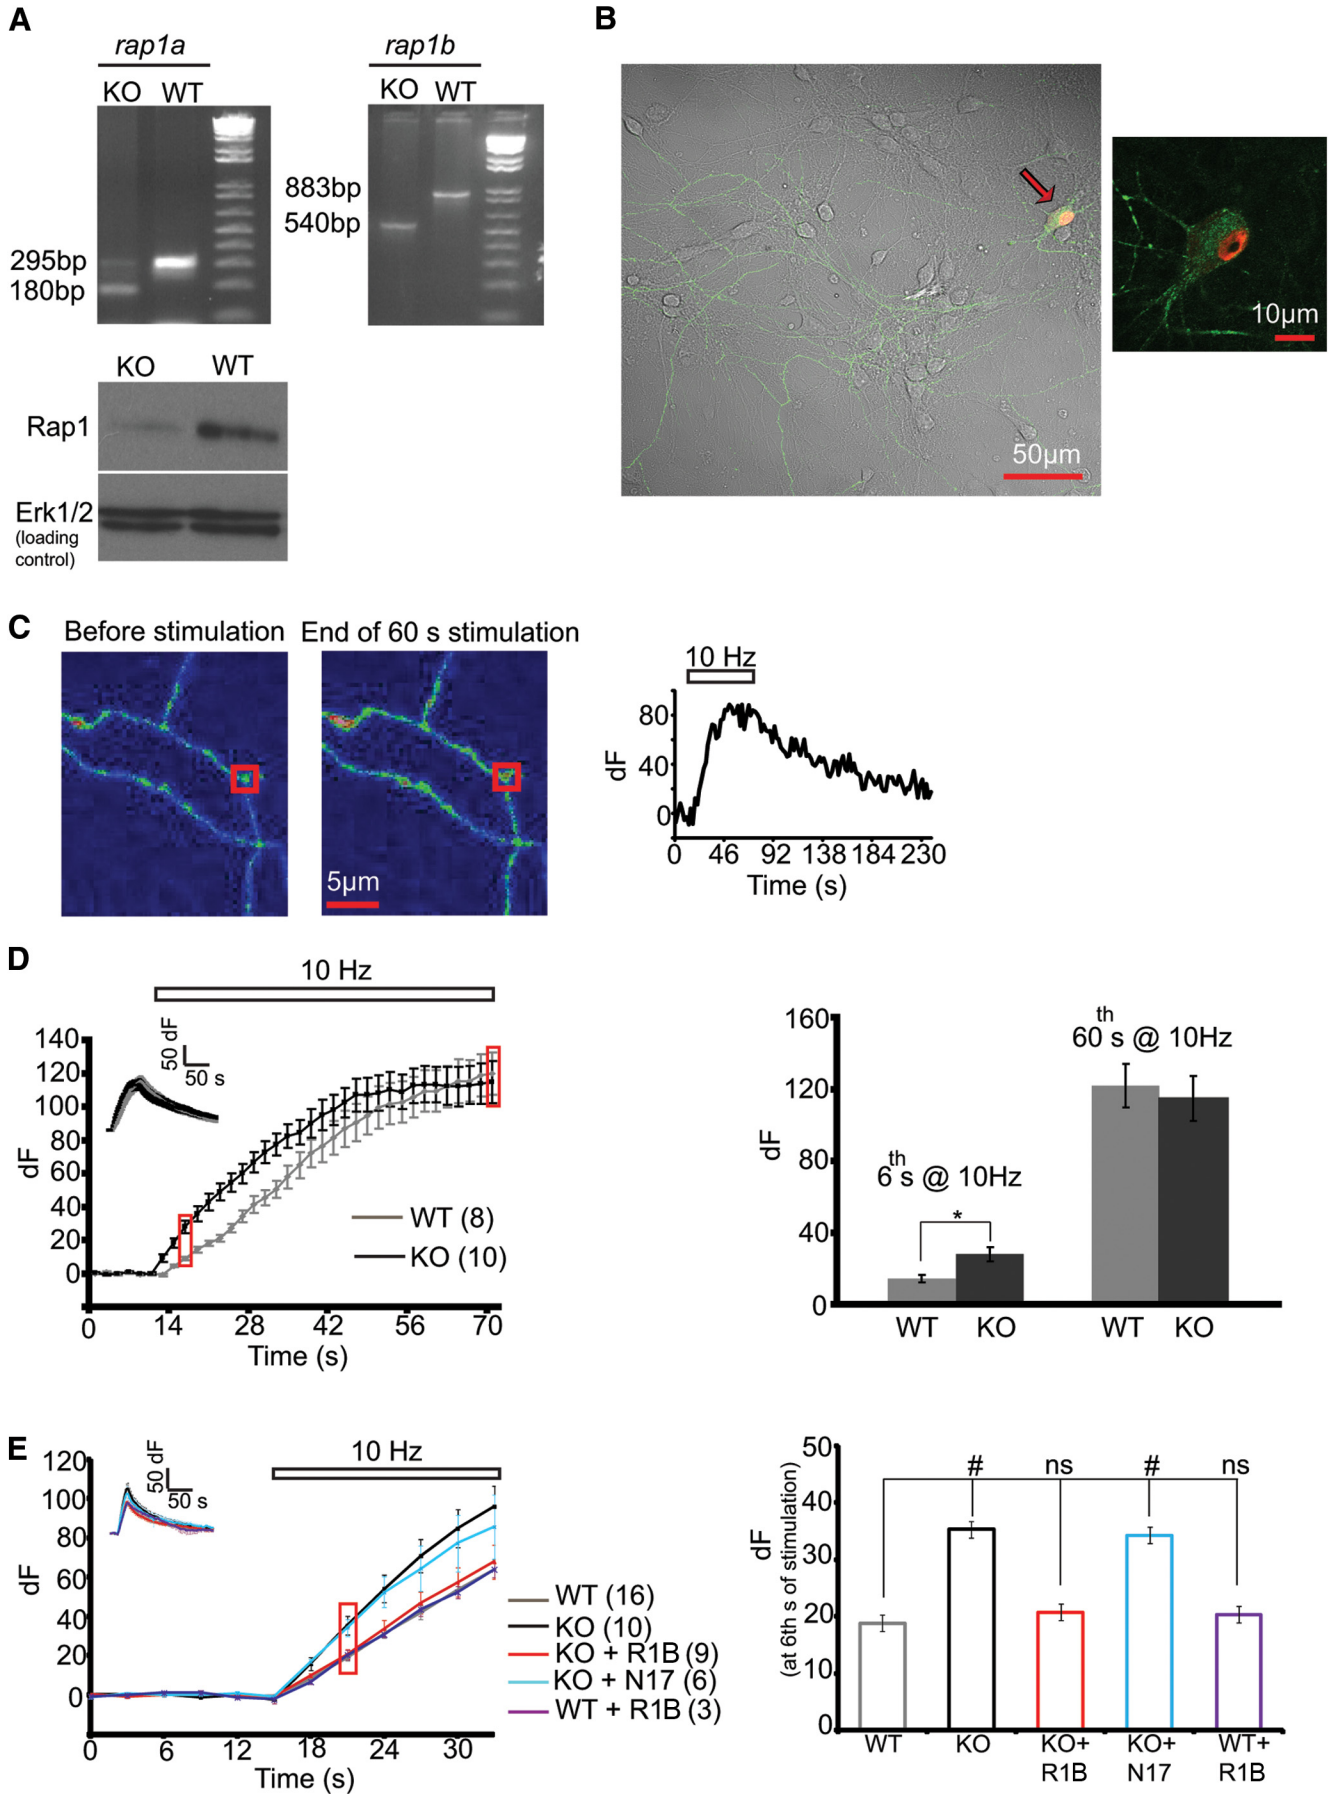 A
rap1a
rap1b
KO WT
KO WT
883bp
540bp
295bp
180bp
KO WT
Rap1
Erk1/2
(loading
control)
B
50µm
10µm
C
Before stimulation
End of 60 s stimulation
5µm
10 Hz
80
40
0
dF
0 46 92 138 184 230
Time (s)
D
10 Hz
50 dF
50 s
140
120
100
80
60
40
20
0
dF
WT (8)
KO (10)
0 14 28 42 56 70
Time (s)
160
120
80
40
0
dF
6th s @ 10Hz
60th s @ 10Hz
*
WT KO WT KO
E
10 Hz
50 dF
50 s
120
100
80
60
40
20
0
dF
WT (16)
KO (10)
KO + R1B (9)
KO + N17 (6)
WT + R1B (3)
0 6 12 18 24 30
Time (s)
50
40
30
20
10
0
dF
(at 6th s of stimulation)
# ns # ns
WT KO KO+ KO+ WT+
R1B N17 R1B